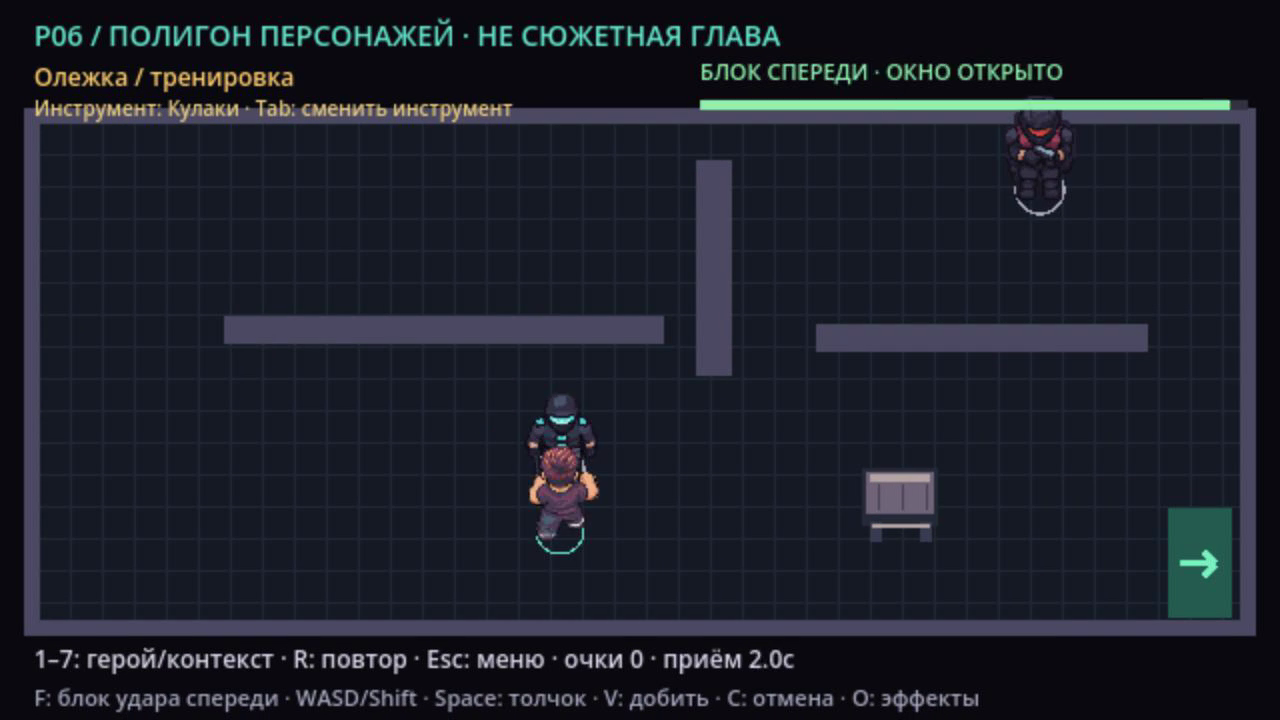 P06 / ПОЛИГОН ПЕРСОНАЖЕЙ · НЕ СЮЖЕТНАЯ ГЛАВА
Олежка / тренировка
БЛОК СПЕРЕДИ · ОКНО ОТКРЫТО
Инструмент: Кулаки · Tab: сменить инструмент
1–7: герой/контекст · R: повтор · Esc: меню · очки 0 · приём 2.0с
F: блок удара спереди · WASD/Shift · Space: толчок · V: добить · C: отмена · O: эффекты